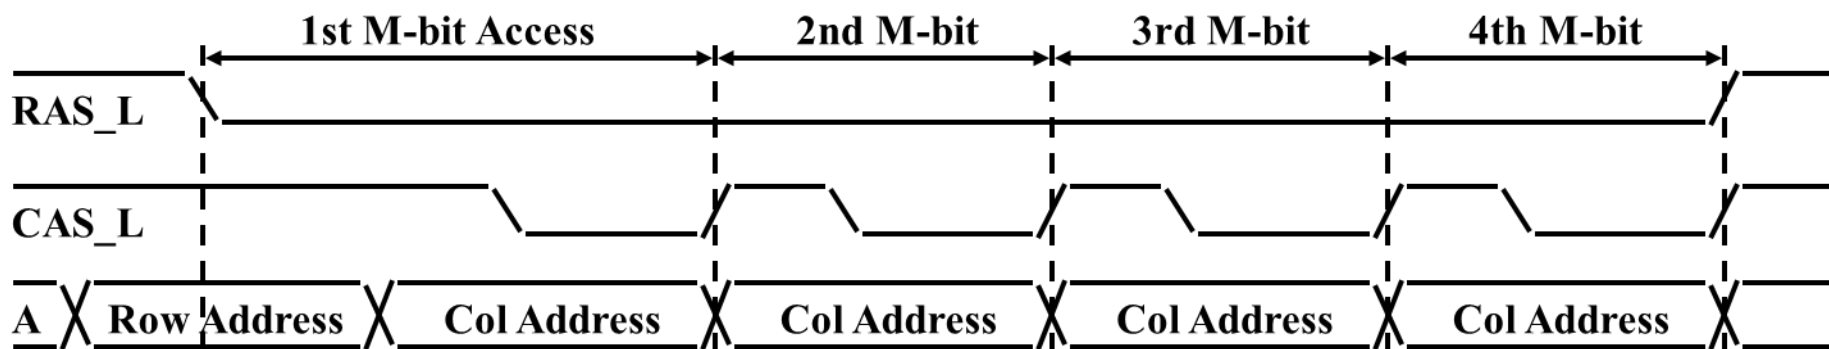 1st M-bit Access 2nd M-bit 3rd M-bit 4th M-bit
RAS_L
CAS_L
A Row Address Col Address Col Address Col Address Col Address